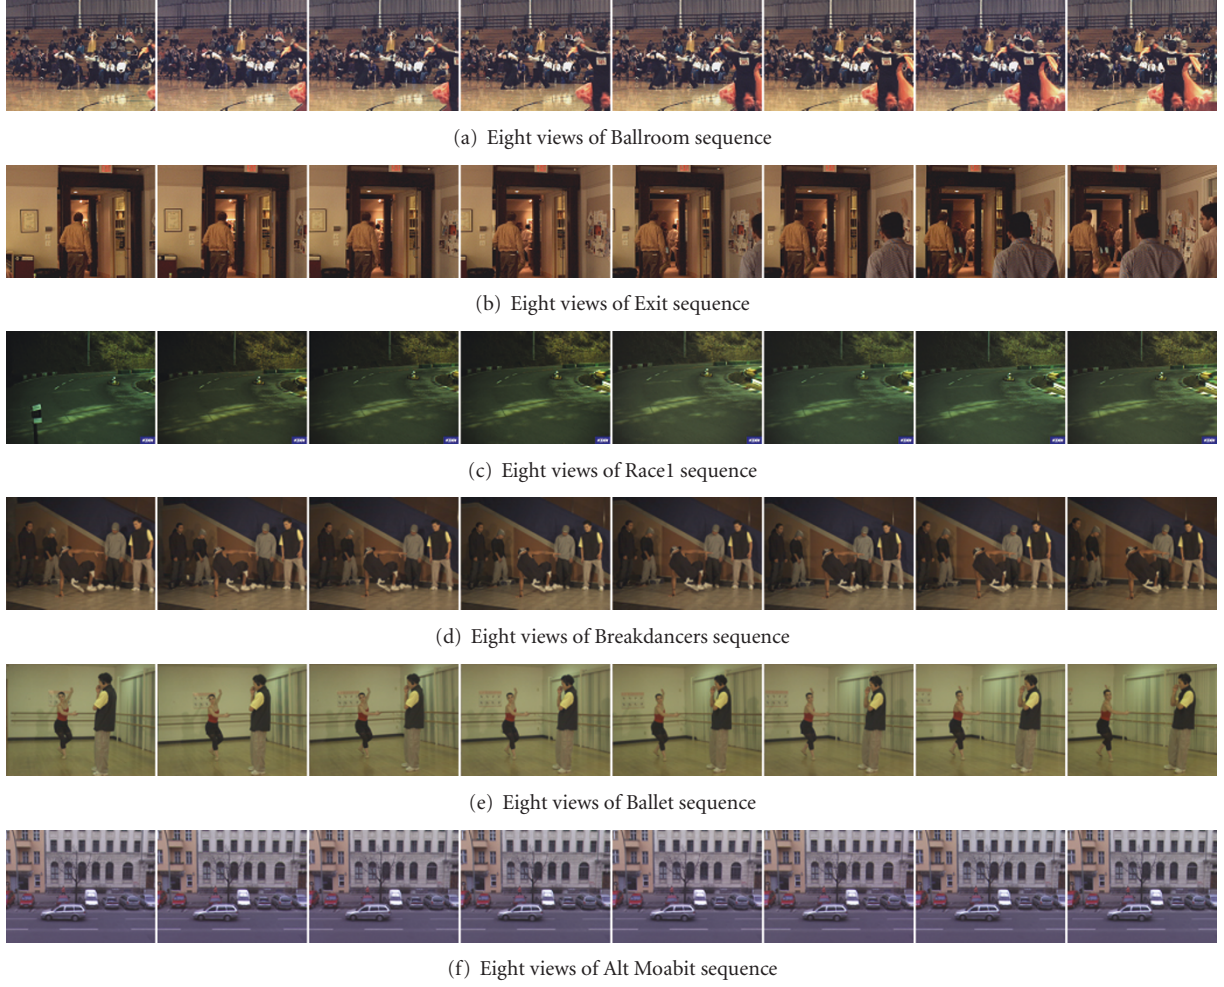 (a) Eight views of Ballroom sequence
(b) Eight views of Exit sequence
(c) Eight views of Race1 sequence
(d) Eight views of Breakdancers sequence
(e) Eight views of Ballet sequence
(f) Eight views of Alt Moabit sequence